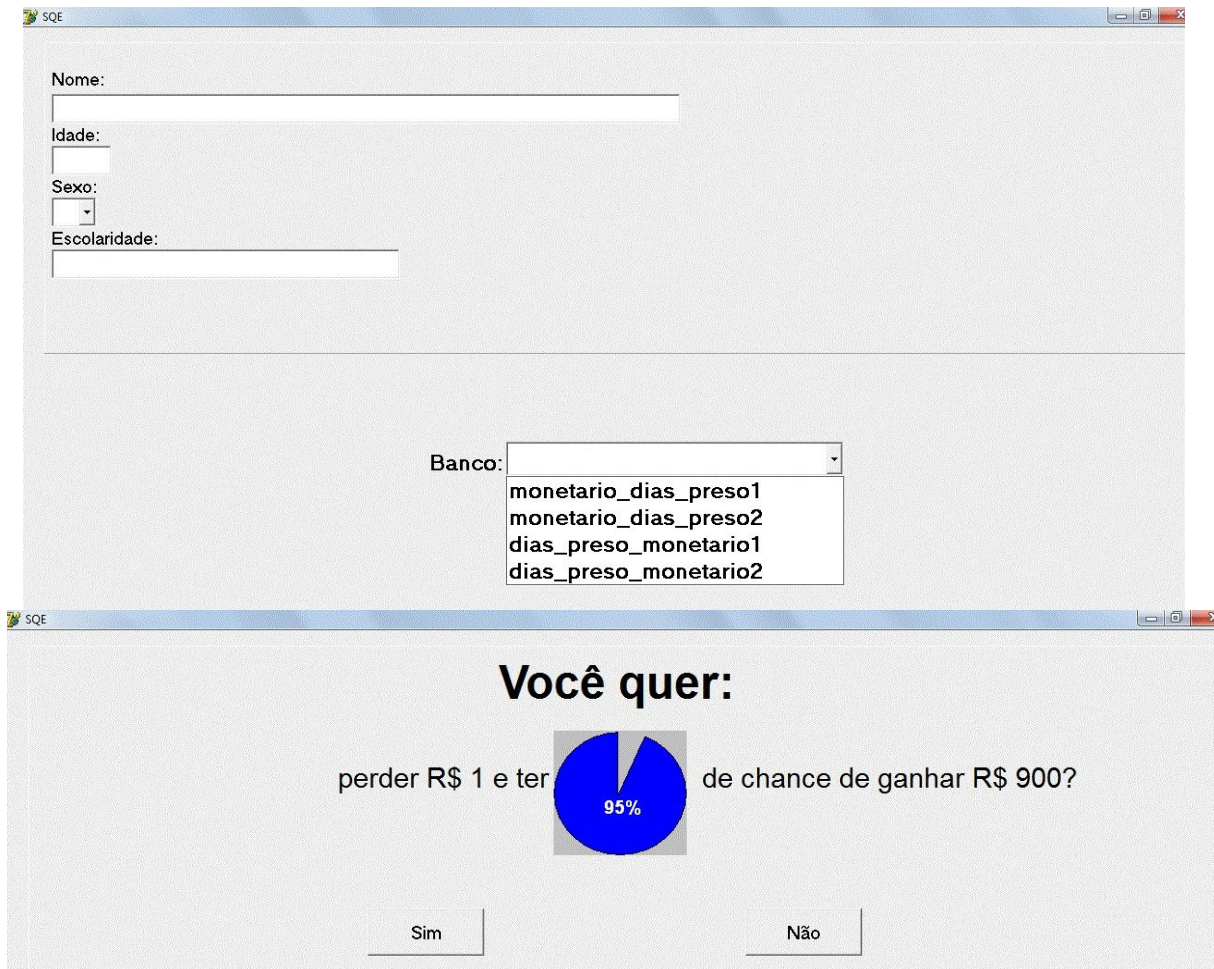 SQE
Nome:
Idade:
Sexo:
Escolaridade:
Banco:
monetario_dias_preso1
monetario_dias_preso2
dias_preso_monetario1
dias_preso_monetario2
SQE
Você quer:
perder R$ 1 e ter 95% de chance de ganhar R$ 900?
Sim Não